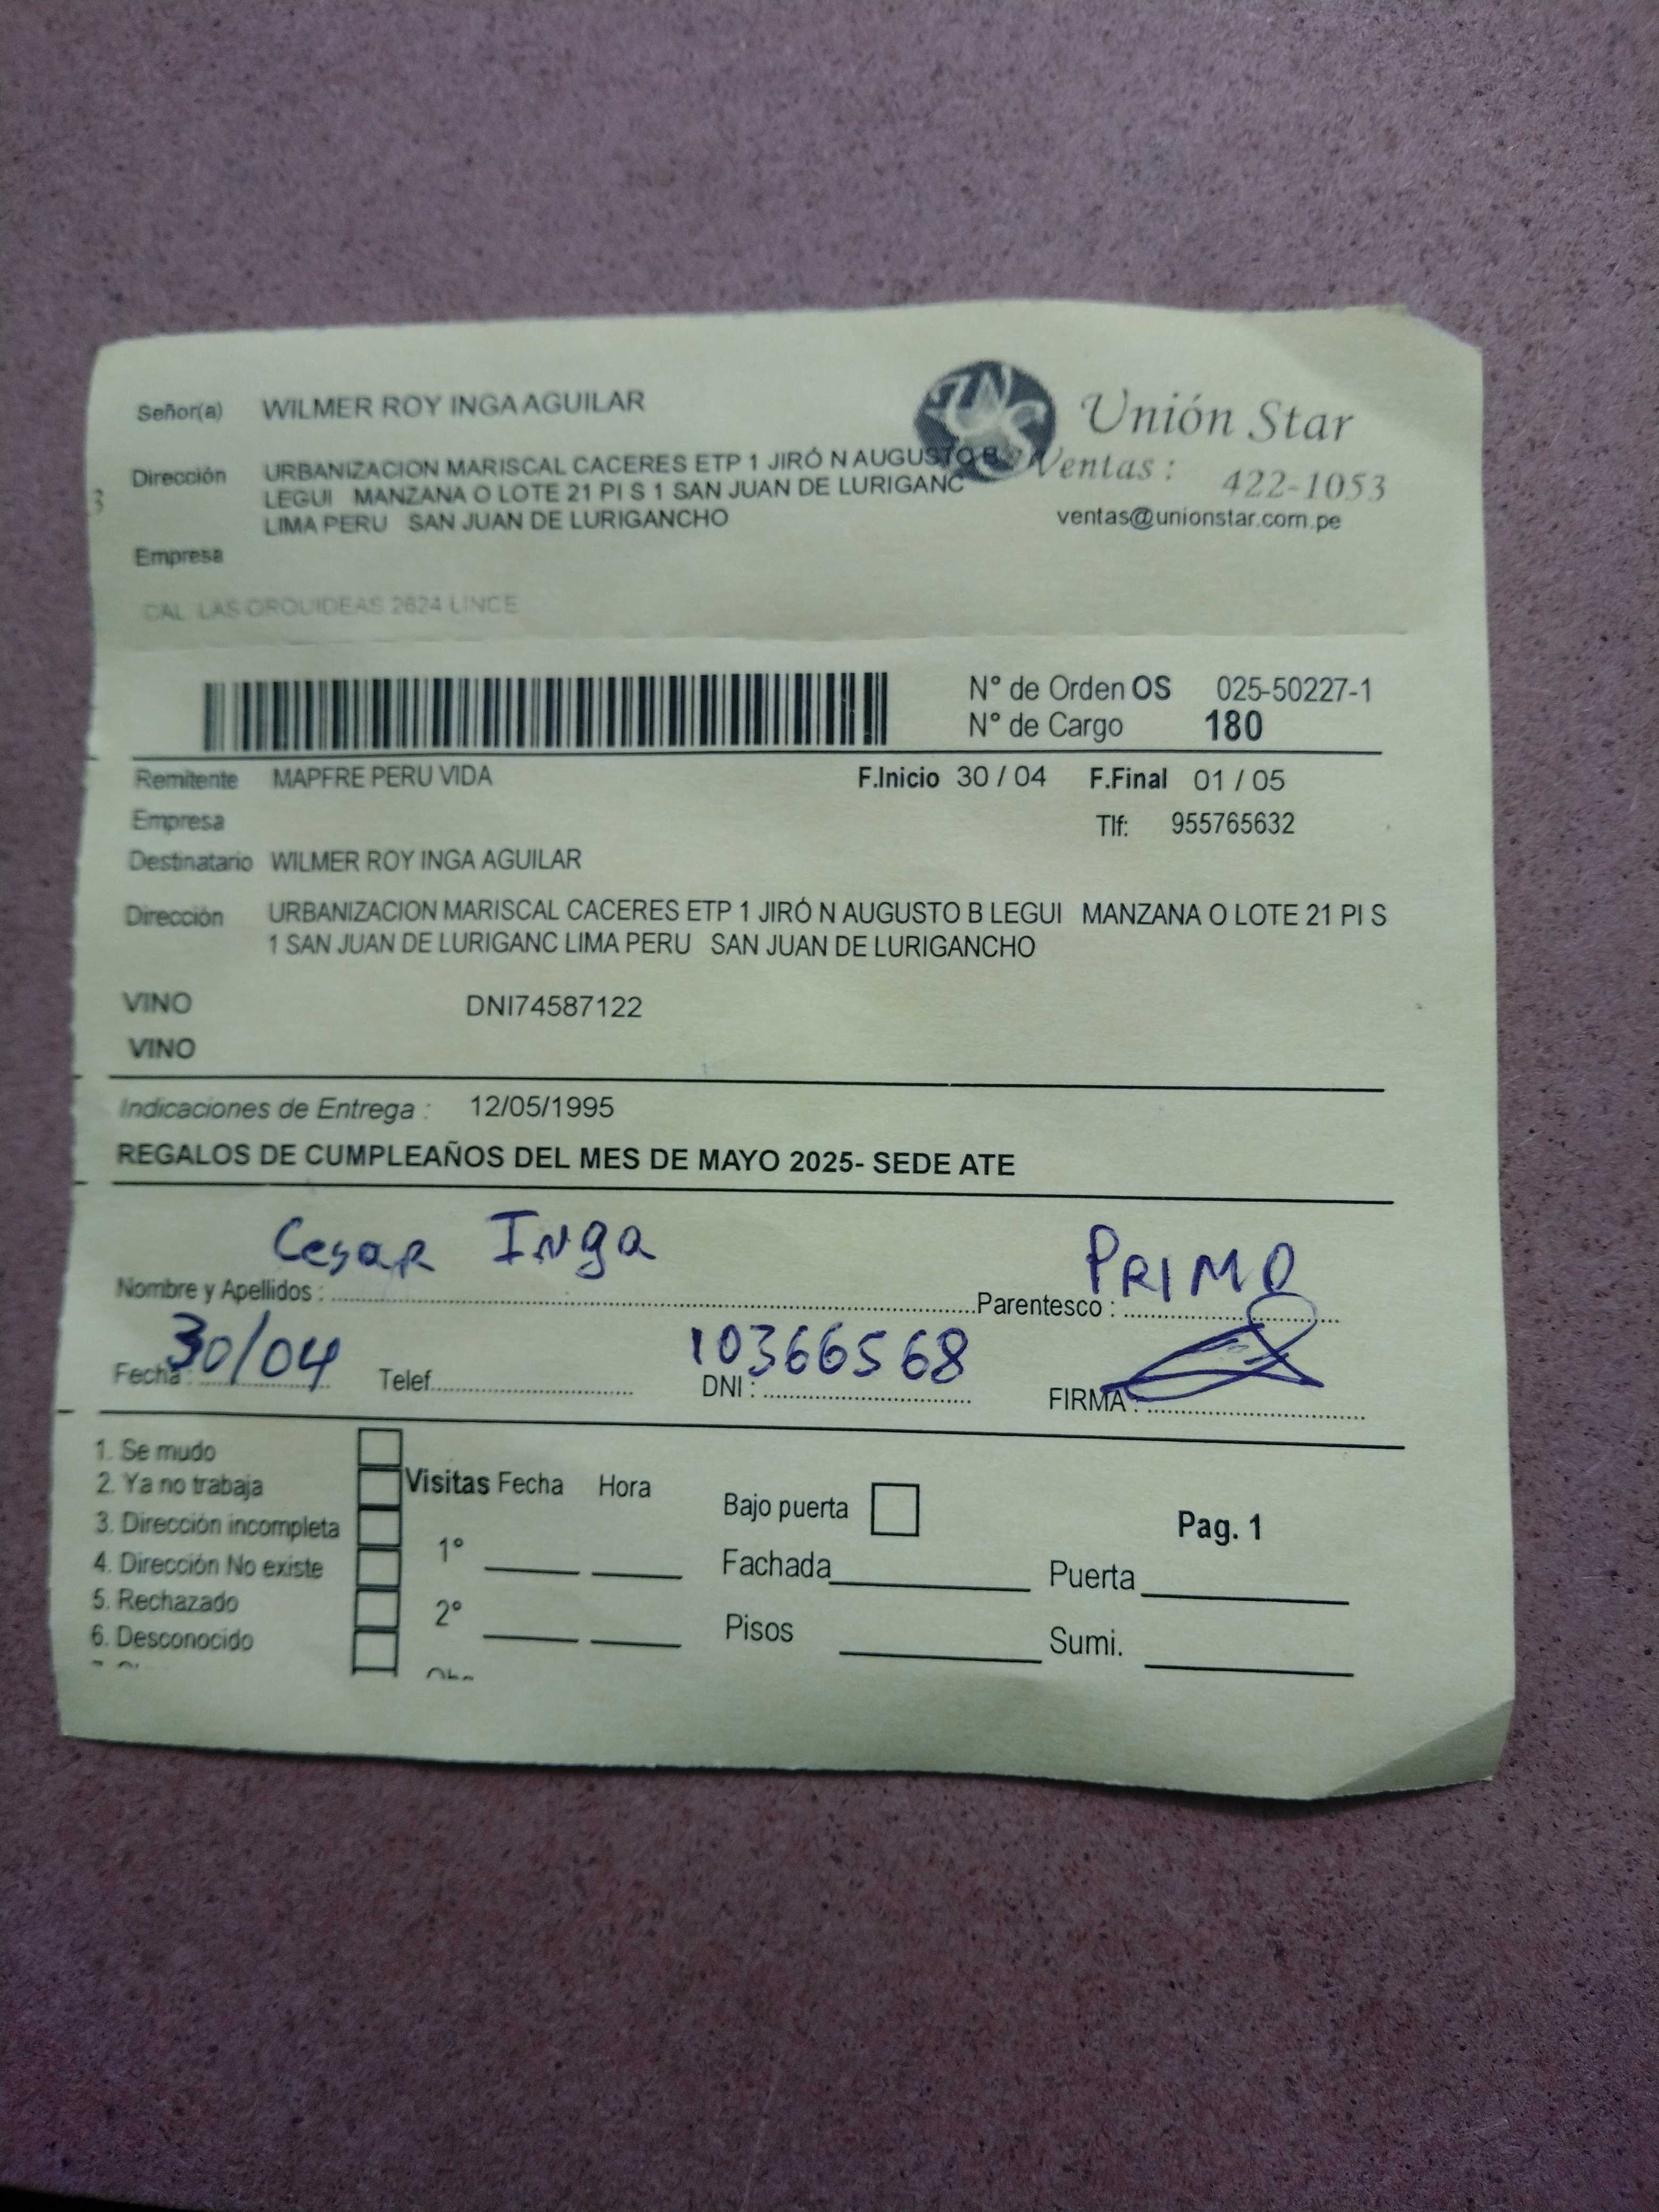 Señor(a) WILMER ROY INGA AGUILAR
Unión Star
Dirección URBANIZACION MARISCAL CACERES ETP 1 JIRÓ N AUGUSTO B
LEGUI MANZANA O LOTE 21 PI S 1 SAN JUAN DE LURIGANC
LIMA PERU SAN JUAN DE LURIGANCHO
Ventas : 422-1053
ventas@unionstar.com.pe
3
Empresa
CAL LAS ORQUIDEAS 2624 LINCE
N° de Orden OS 025-50227-1
N° de Cargo 180
Remitente MAPFRE PERU VIDA F.Inicio 30 / 04 F.Final 01 / 05
Empresa Tlf: 955765632
Destinatario WILMER ROY INGA AGUILAR
Dirección URBANIZACION MARISCAL CACERES ETP 1 JIRÓ N AUGUSTO B LEGUI MANZANA O LOTE 21 PI S
1 SAN JUAN DE LURIGANC LIMA PERU SAN JUAN DE LURIGANCHO
VINO DNI74587122
VINO
Indicaciones de Entrega : 12/05/1995
REGALOS DE CUMPLEAÑOS DEL MES DE MAYO 2025- SEDE ATE
Nombre y Apellidos : Cesar Inga Parentesco : PRIMO
Fecha : 30/04 Telef. DNI : 10366568 FIRMA :
1. Se mudo
2. Ya no trabaja
3. Dirección incompleta
4. Dirección No existe
5. Rechazado
6. Desconocido
Visitas Fecha Hora
1°
2°
Bajo puerta
Fachada
Pisos
Pag. 1
Puerta
Sumi.